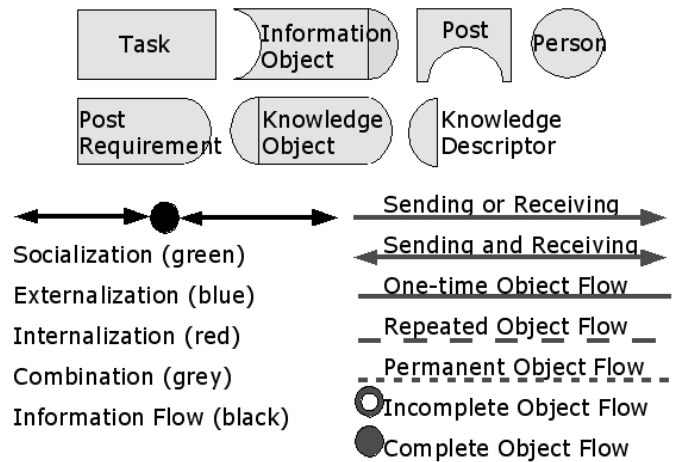 Task
Information
Object
Post
Person
Post
Requirement
Knowledge
Object
Knowledge
Descriptor
Socialization (green)
Externalization (blue)
Internalization (red)
Combination (grey)
Information Flow (black)
Sending or Receiving
Sending and Receiving
One-time Object Flow
Repeated Object Flow
Permanent Object Flow
Incomplete Object Flow
Complete Object Flow